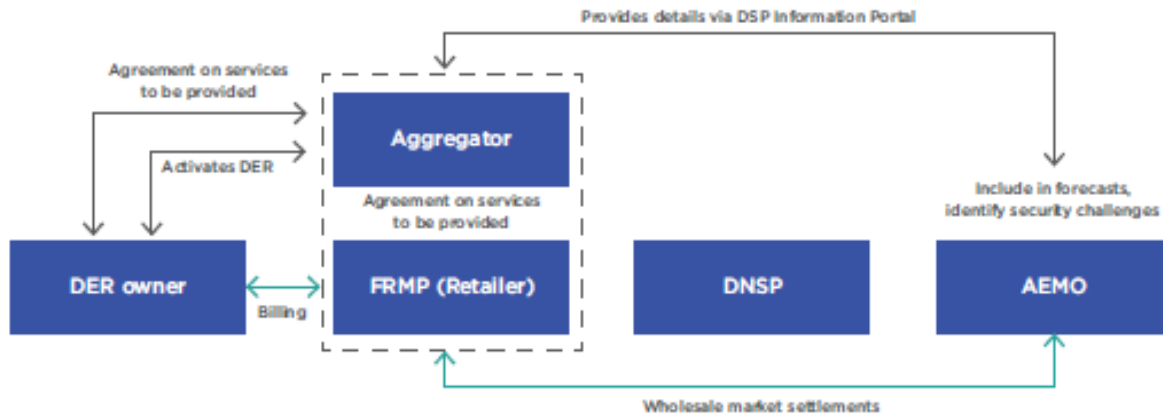 Provides details via DSP Information Portal
Agreement on services
to be provided
Aggregator
Activates DER
Include in forecasts,
identify security challenges
Agreement on services
to be provided
DER owner
FRMP (Retailer)
DNSP
AEMO
Billing
Wholesale market settlements